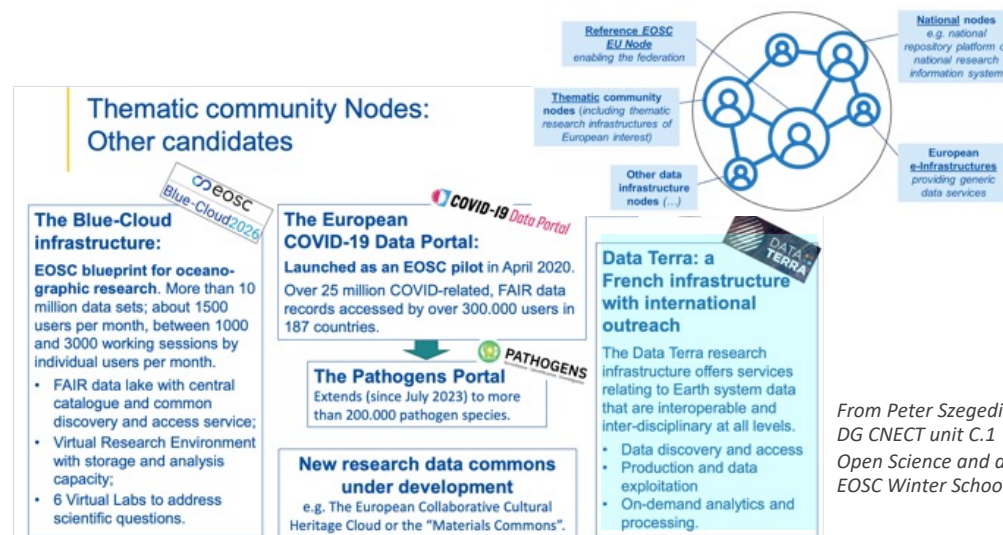 Reference EOSC
EU Node
enabling the federation
National nodes
e.g. national
repository platform
national research
information system
Thematic community
nodes (including thematic
research infrastructures of
European interest)
Other data
infrastructure
nodes (...)
European
e-Infrastructures
providing generic
data services
Thematic community Nodes:
Other candidates
eosc
Blue-Cloud2026
The Blue-Cloud
infrastructure:
EOSC blueprint for oceano-
graphic research. More than 10
million data sets; about 1500
users per month, between 1000
and 3000 working sessions by
individual users per month.
• FAIR data lake with central
catalogue and common
discovery and access service;
• Virtual Research Environment
with storage and analysis
capacity;
• 6 Virtual Labs to address
scientific questions.
COVID-19 Data Portal
The European
COVID-19 Data Portal:
Launched as an EOSC pilot in April 2020.
Over 25 million COVID-related, FAIR data
records accessed by over 300.000 users in
187 countries.
PATHOGENS
The Pathogens Portal
Extends (since July 2023) to more
than 200.000 pathogen species.
New research data commons
under development
e.g. The European Collaborative Cultural
Heritage Cloud or the “Materials Commons”.
DATA
TERRA
Data Terra: a
French infrastructure
with international
outreach
The Data Terra research
infrastructure offers services
relating to Earth system data
that are interoperable and
inter-disciplinary at all levels.
• Data discovery and access
• Production and data
exploitation
• On-demand analytics and
processing.
From Peter Szegedi
DG CNECT unit C.1
Open Science and
EOSC Winter School